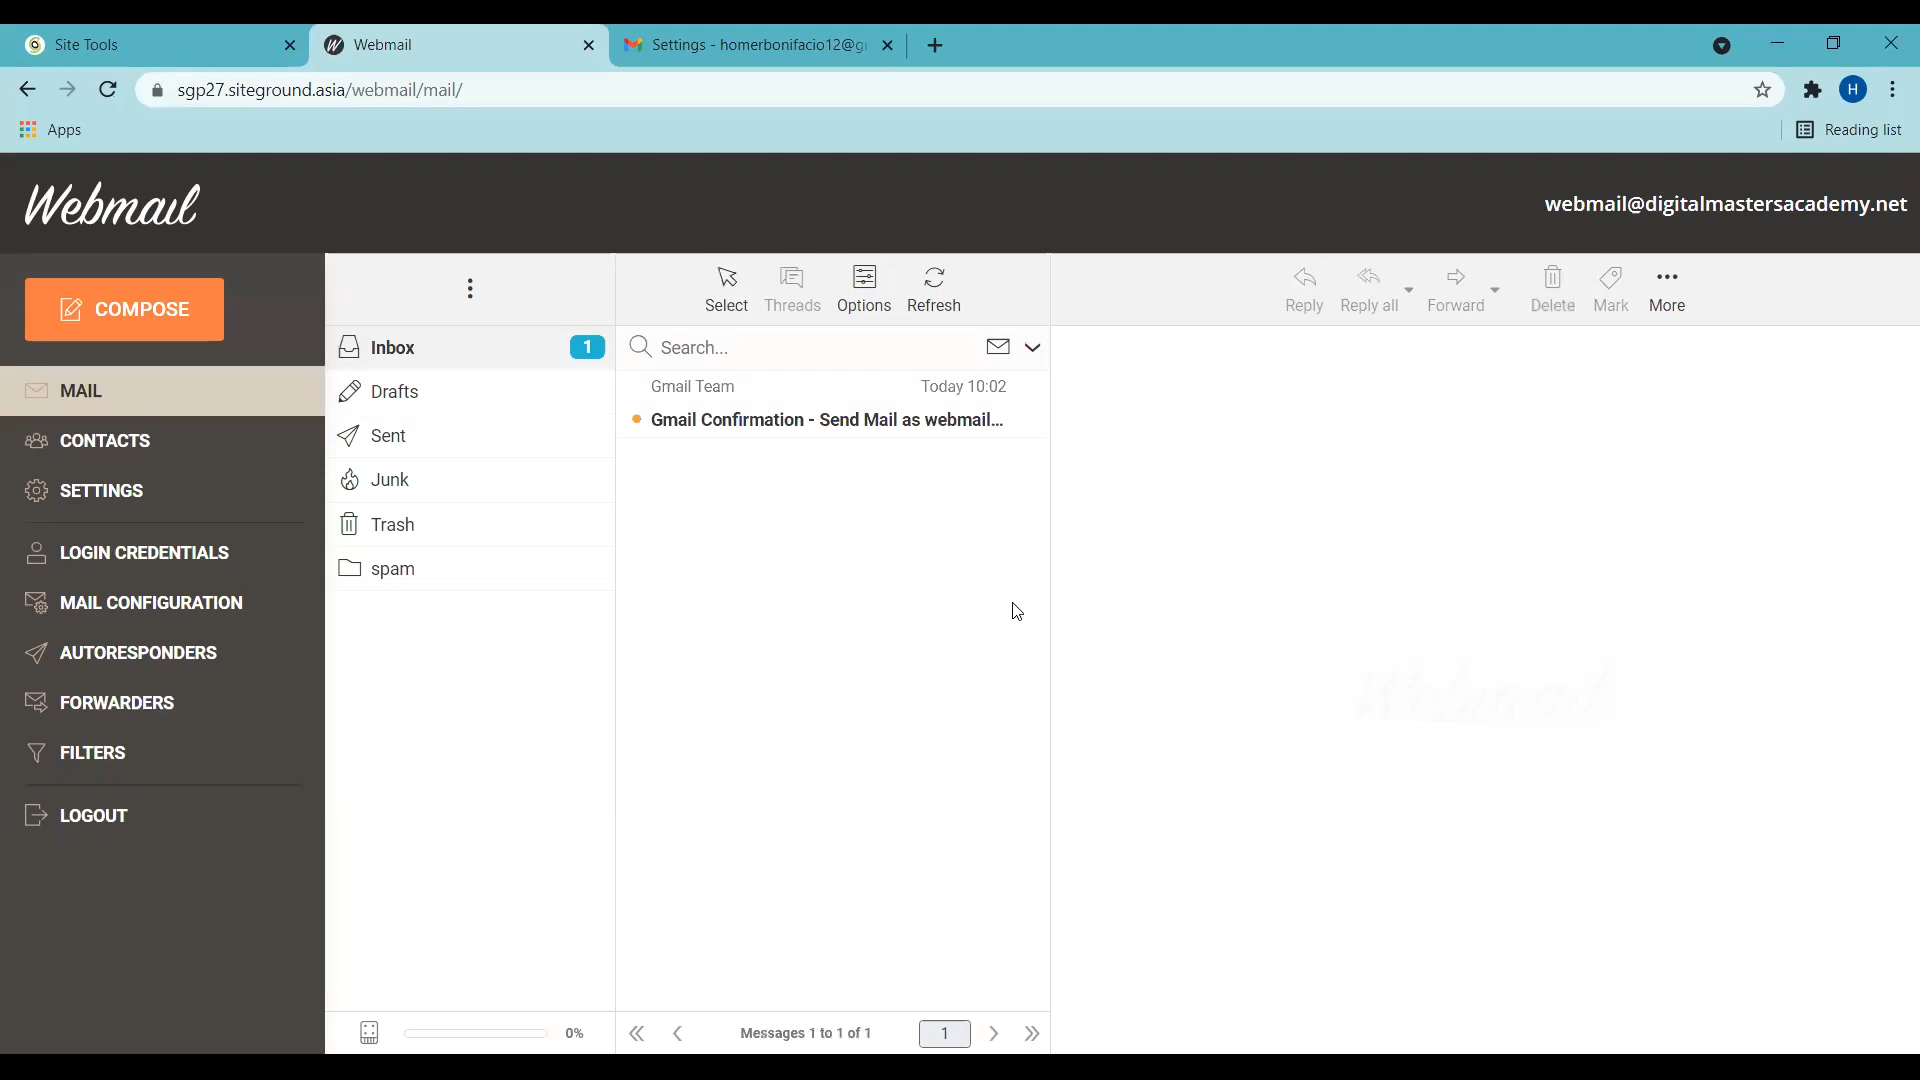 Site Tools
Webmail
Settings - homerbonifacio12@g
sgp27.siteground.asia/webmail/mail/
H
Apps
Reading list
Webmail
webmail@digitalmastersacademy.net
COMPOSE
MAIL
CONTACTS
SETTINGS
LOGIN CREDENTIALS
MAIL CONFIGURATION
AUTORESPONDERS
FORWARDERS
FILTERS
LOGOUT
Inbox 1
Drafts
Sent
Junk
Trash
spam
0%
Select Threads Options Refresh
Search...
Gmail Team Today 10:02
Gmail Confirmation - Send Mail as webmail...
Messages 1 to 1 of 1 1
Reply Reply all Forward Delete Mark More
Webmail